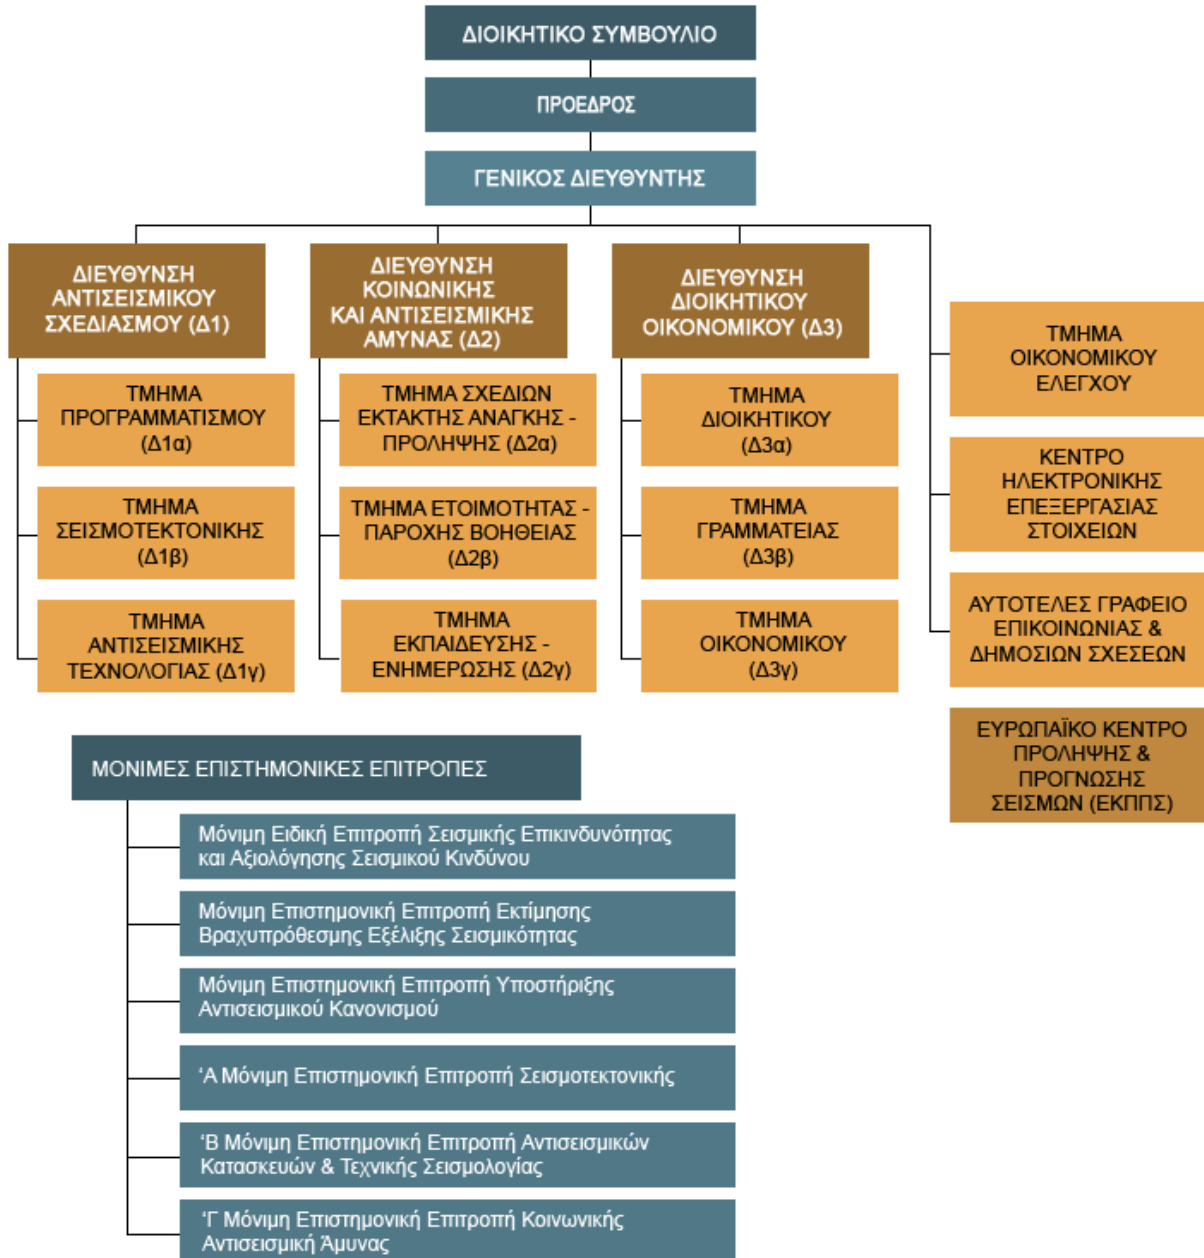 ΔΙΟΙΚΗΤΙΚΟ ΣΥΜΒΟΥΛΙΟ
ΠΡΟΕΔΡΟΣ
ΓΕΝΙΚΟΣ ΔΙΕΥΘΥΝΤΗΣ
ΔΙΕΥΘΥΝΣΗ
ΑΝΤΙΣΕΙΣΜΙΚΟΥ
ΣΧΕΔΙΑΣΜΟΥ (Δ1)
ΤΜΗΜΑ
ΠΡΟΓΡΑΜΜΑΤΙΣΜΟΥ
(Δ1α)
ΤΜΗΜΑ
ΣΕΙΣΜΟΤΕΚΤΟΝΙΚΗΣ
(Δ1β)
ΤΜΗΜΑ
ΑΝΤΙΣΕΙΣΜΙΚΗΣ
ΤΕΧΝΟΛΟΓΙΑΣ (Δ1γ)
ΔΙΕΥΘΥΝΣΗ
ΚΟΙΝΩΝΙΚΗΣ
ΚΑΙ ΑΝΤΙΣΕΙΣΜΙΚΗΣ
ΑΜΥΝΑΣ (Δ2)
ΤΜΗΜΑ ΣΧΕΔΙΩΝ
ΕΚΤΑΚΤΗΣ ΑΝΑΓΚΗΣ -
ΠΡΟΛΗΨΗΣ (Δ2α)
ΤΜΗΜΑ ΕΤΟΙΜΟΤΗΤΑΣ -
ΠΑΡΟΧΗΣ ΒΟΗΘΕΙΑΣ
(Δ2β)
ΤΜΗΜΑ
ΕΚΠΑΙΔΕΥΣΗΣ -
ΕΝΗΜΕΡΩΣΗΣ (Δ2γ)
ΔΙΕΥΘΥΝΣΗ
ΔΙΟΙΚΗΤΙΚΟΥ
ΟΙΚΟΝΟΜΙΚΟΥ (Δ3)
ΤΜΗΜΑ
ΔΙΟΙΚΗΤΙΚΟΥ
(Δ3α)
ΤΜΗΜΑ
ΓΡΑΜΜΑΤΕΙΑΣ
(Δ3β)
ΤΜΗΜΑ
ΟΙΚΟΝΟΜΙΚΟΥ
(Δ3γ)
ΤΜΗΜΑ
ΟΙΚΟΝΟΜΙΚΟΥ
ΕΛΕΓΧΟΥ
ΚΕΝΤΡΟ
ΗΛΕΚΤΡΟΝΙΚΗΣ
ΕΠΕΞΕΡΓΑΣΙΑΣ
ΣΤΟΙΧΕΙΩΝ
ΑΥΤΟΤΕΛΕΣ ΓΡΑΦΕΙΟ
ΕΠΙΚΟΙΝΩΝΙΑΣ &
ΔΗΜΟΣΙΩΝ ΣΧΕΣΕΩΝ
ΕΥΡΩΠΑΪΚΟ ΚΕΝΤΡΟ
ΠΡΟΛΗΨΗΣ &
ΠΡΟΓΝΩΣΗΣ
ΣΕΙΣΜΩΝ (ΕΚΠΠΣ)
ΜΟΝΙΜΕΣ ΕΠΙΣΤΗΜΟΝΙΚΕΣ ΕΠΙΤΡΟΠΕΣ
Μόνιμη Ειδική Επιτροπή Σεισμικής Επικινδυνότητας
και Αξιολόγησης Σεισμικού Κινδύνου
Μόνιμη Επιστημονική Επιτροπή Εκτίμησης
Βραχυπρόθεσμης Εξέλιξης Σεισμικότητας
Μόνιμη Επιστημονική Επιτροπή Υποστήριξης
Αντισεισμικού Κανονισμού
‘Α Μόνιμη Επιστημονική Επιτροπή Σεισμοτεκτονικής
‘Β Μόνιμη Επιστημονική Επιτροπή Αντισεισμικών
Κατασκευών & Τεχνικής Σεισμολογίας
‘Γ Μόνιμη Επιστημονική Επιτροπή Κοινωνικής
Αντισεισμική Άμυνας